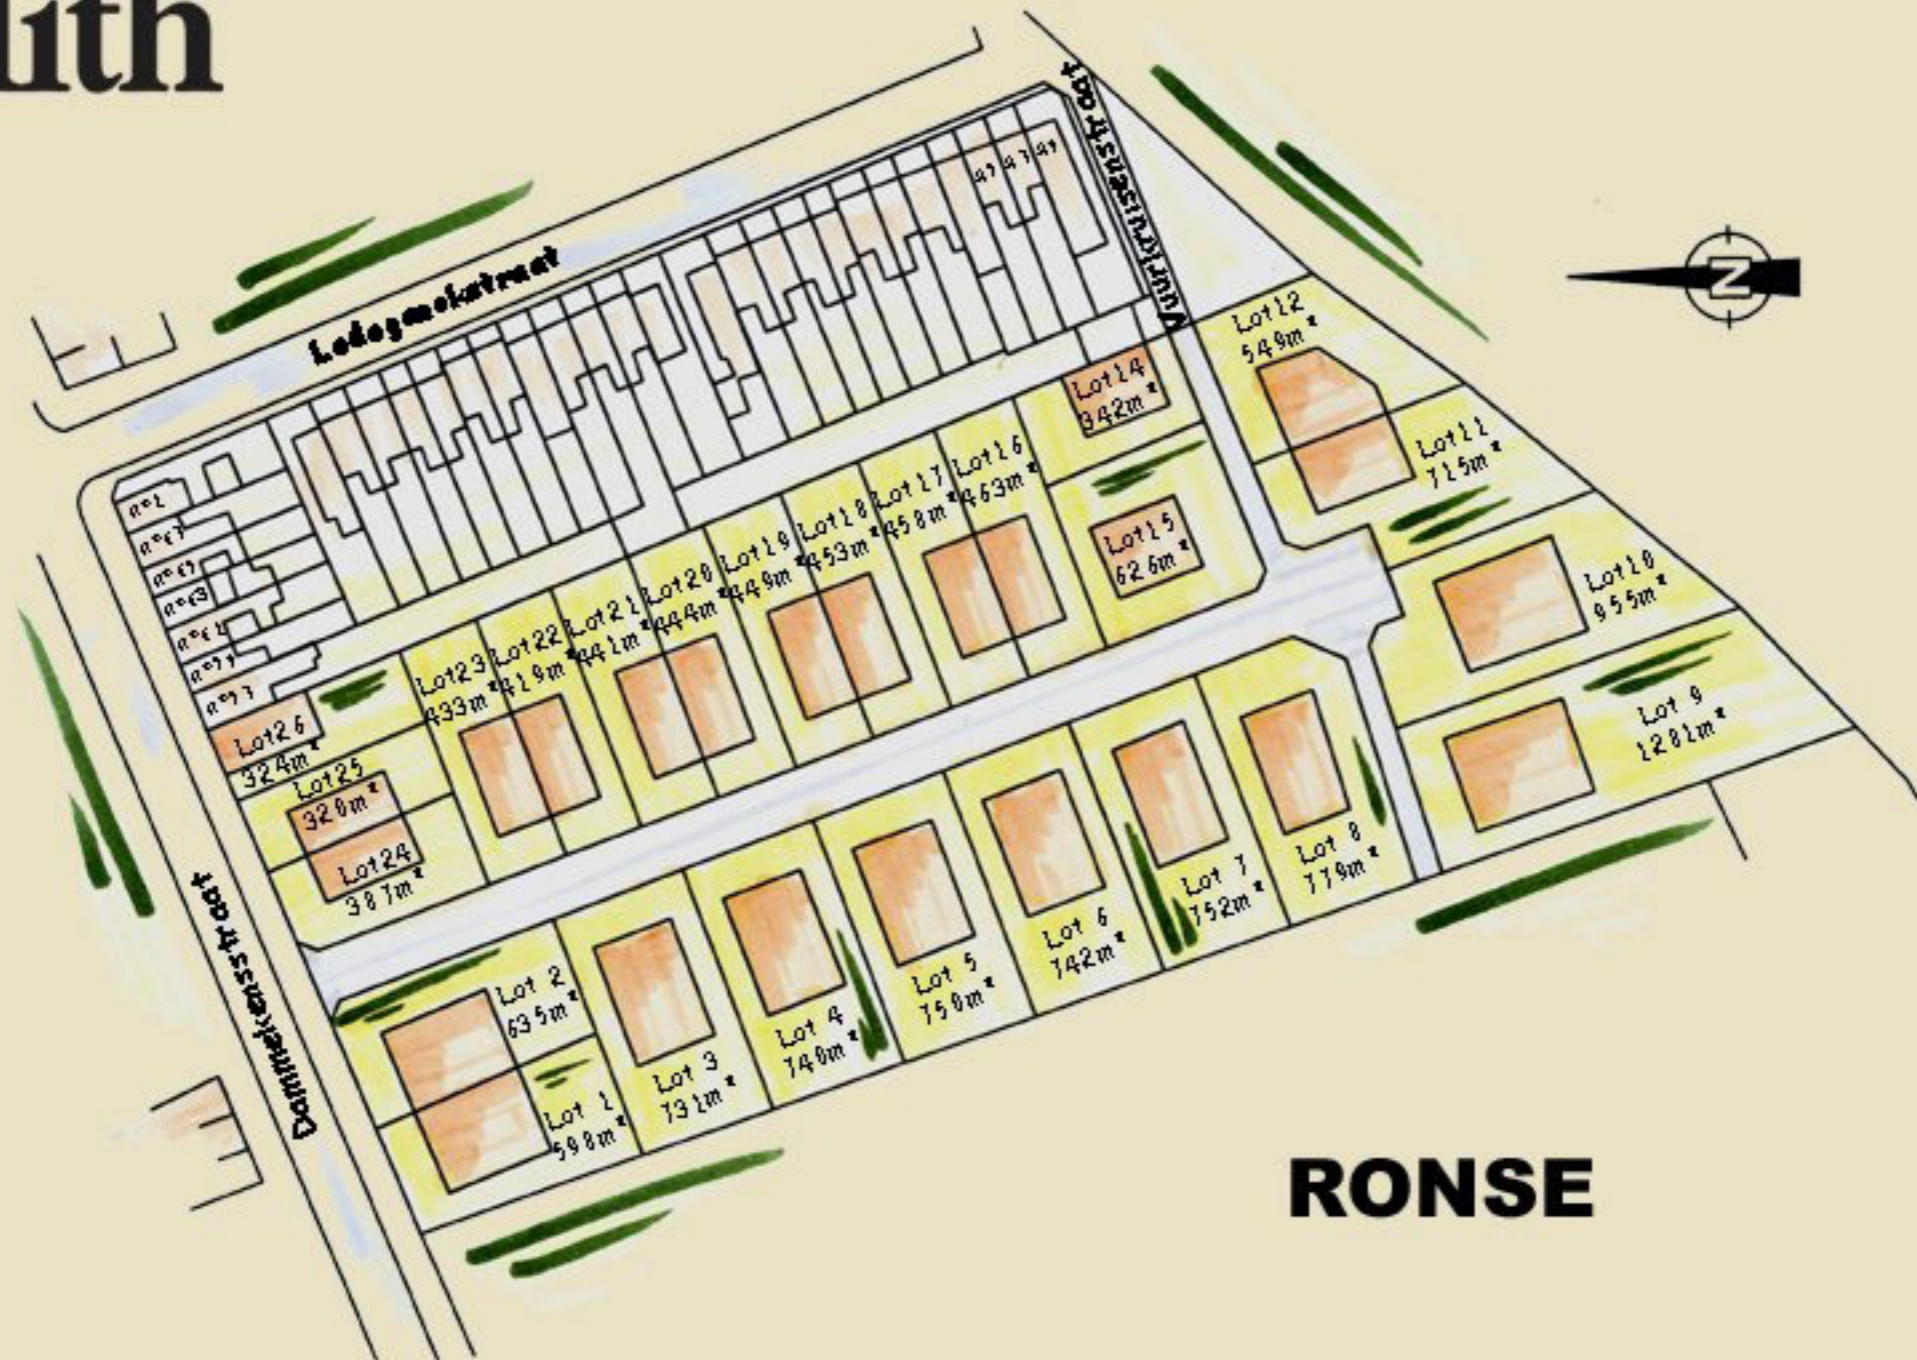 lith
Ledeganckstraat
Vuurkruisenstraat
Dammekensstraat
N
Lot 12
549m²
Lot 11
715m²
Lot 10
955m²
Lot 9
1281m²
Lot 14
342m²
Lot 15
626m²
Lot 16
463m²
Lot 17
458m²
Lot 18
453m²
Lot 19
449m²
Lot 20
444m²
Lot 21
441m²
Lot 22
419m²
Lot 23
433m²
Lot 26
324m²
Lot 25
320m²
Lot 24
387m²
Lot 8
779m²
Lot 7
752m²
Lot 6
742m²
Lot 5
750m²
Lot 4
740m²
Lot 3
731m²
Lot 2
635m²
Lot 1
598m²
RONSE